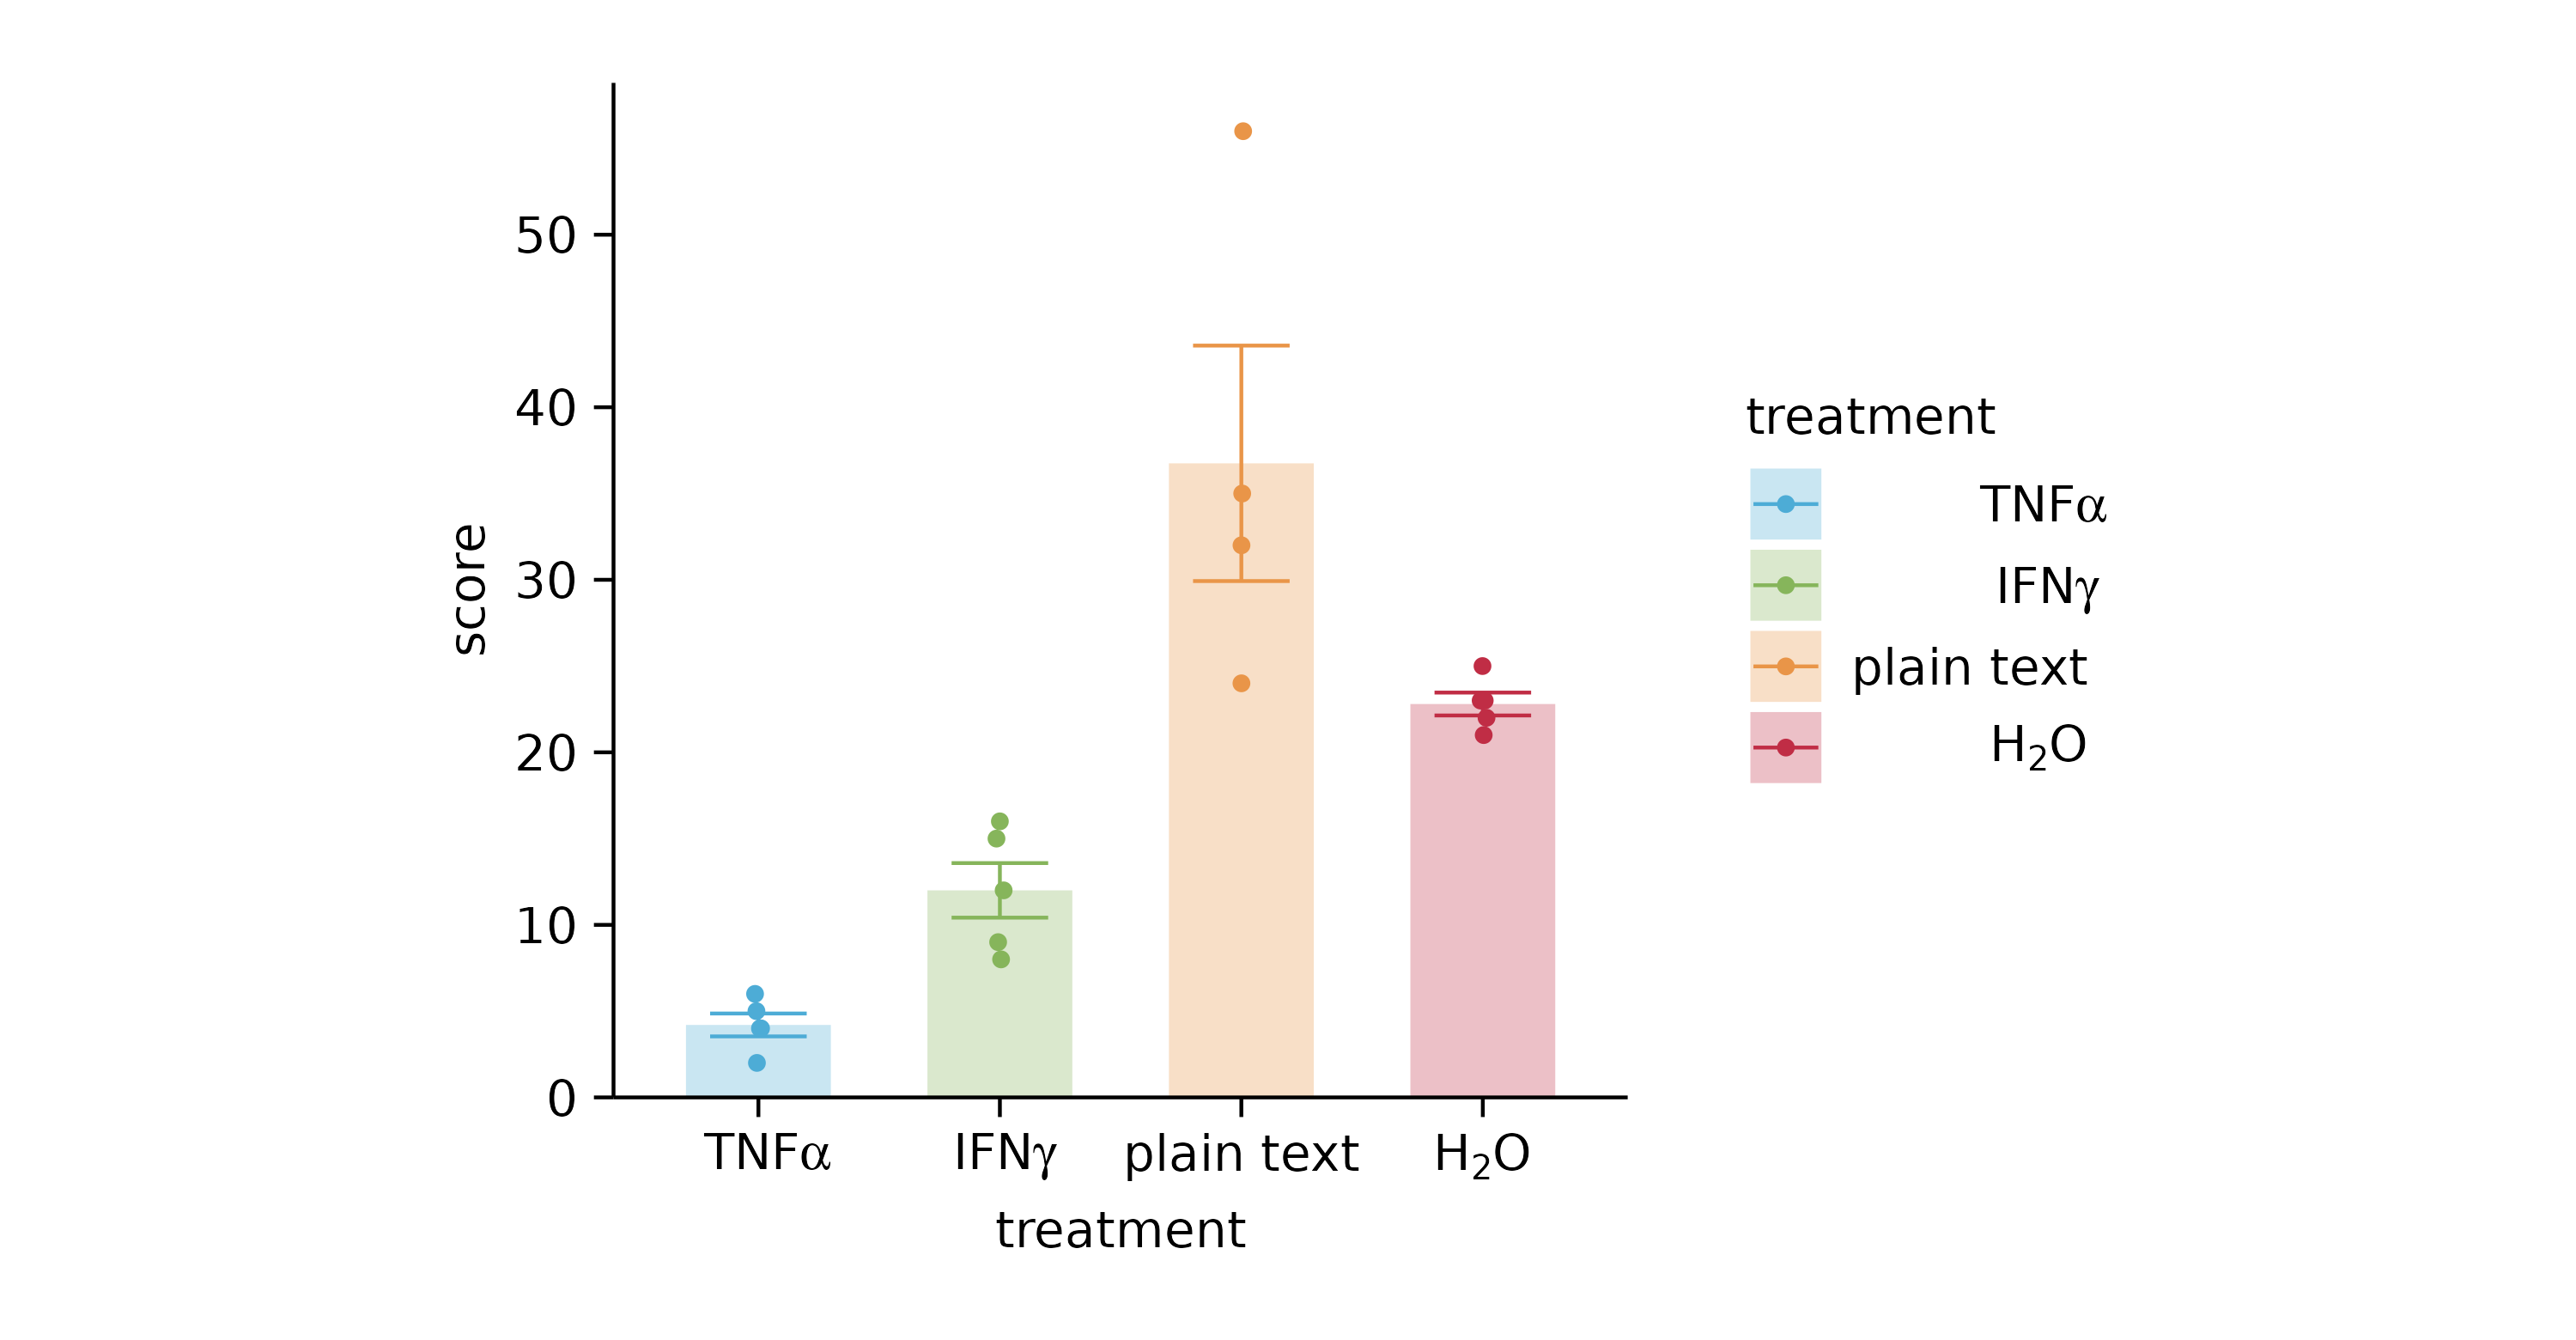 50
40
30
20
10
0
score
TNFα
IFNγ
plain text
H₂O
treatment
treatment
TNFα
IFNγ
plain text
H₂O